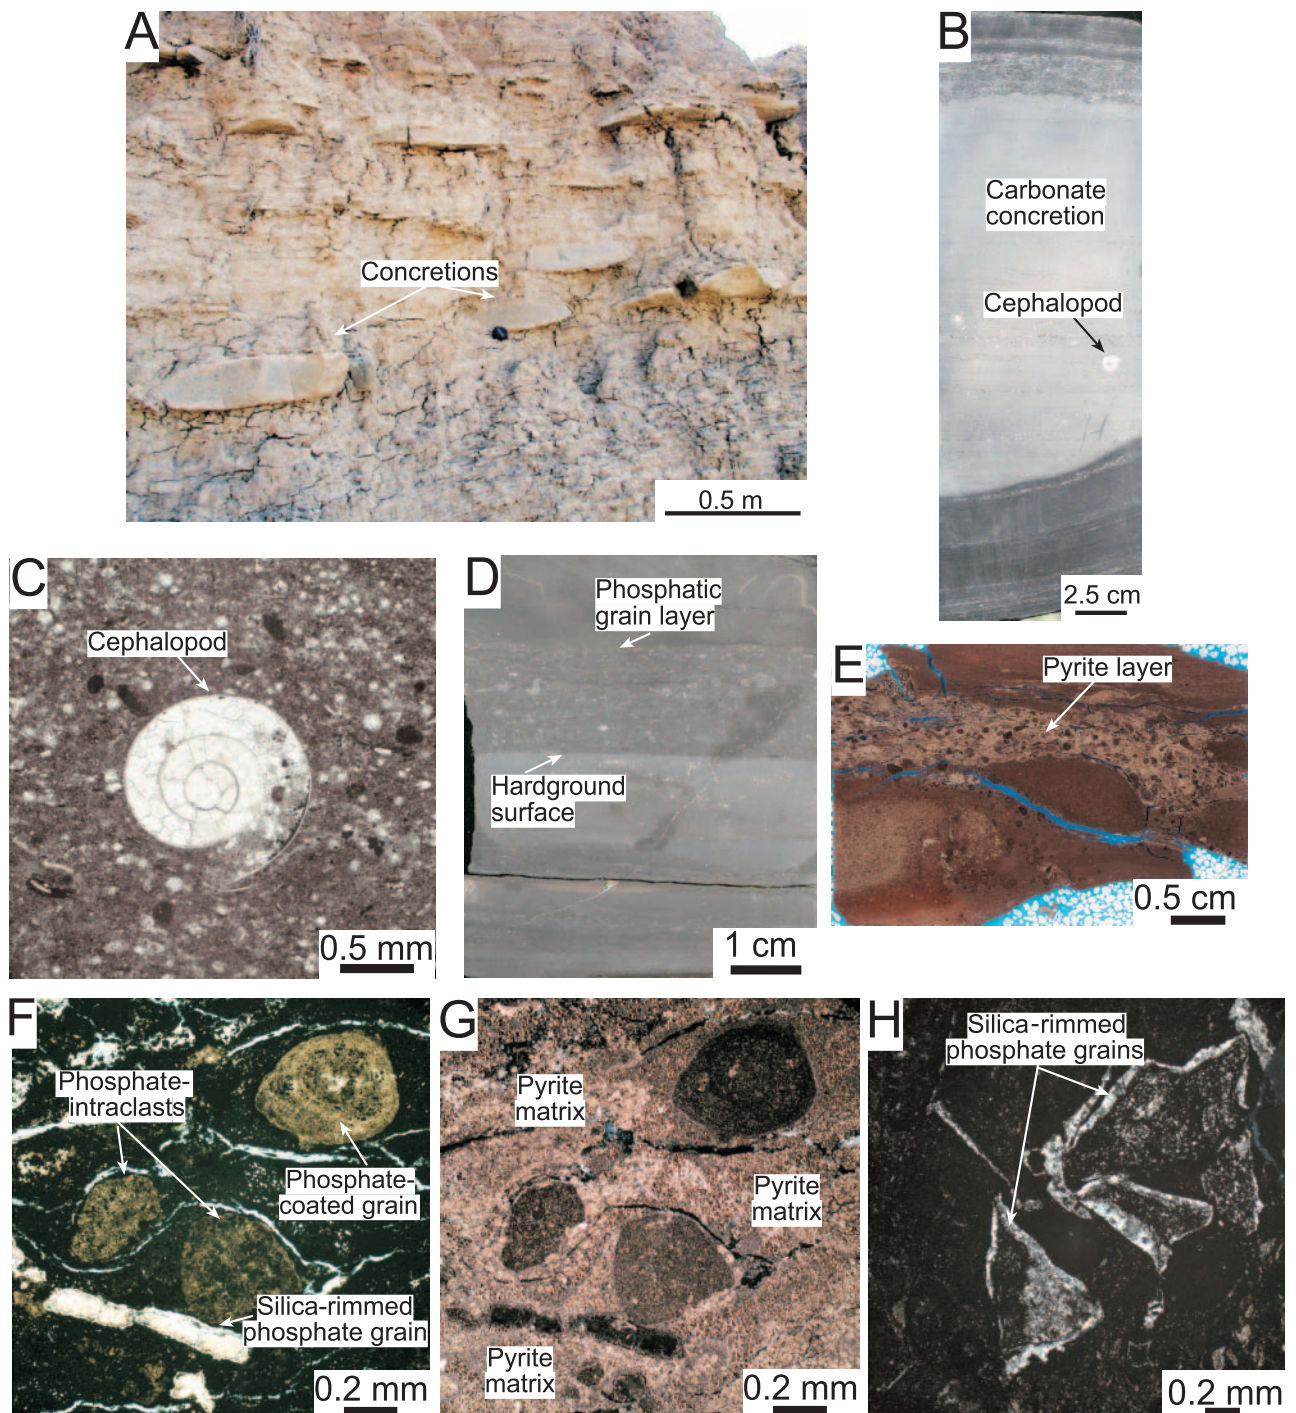 A
Concretions
0.5 m
B
Carbonate
concretion
Cephalopod
2.5 cm
C
Cephalopod
0.5 mm
D
Phosphatic
grain layer
Hardground
surface
1 cm
E
Pyrite layer
0.5 cm
F
Phosphate-
intraclasts
Phosphate-
coated grain
Silica-rimmed
phosphate grain
0.2 mm
G
Pyrite
matrix
Pyrite
matrix
Pyrite
matrix
0.2 mm
H
Silica-rimmed
phosphate grains
0.2 mm